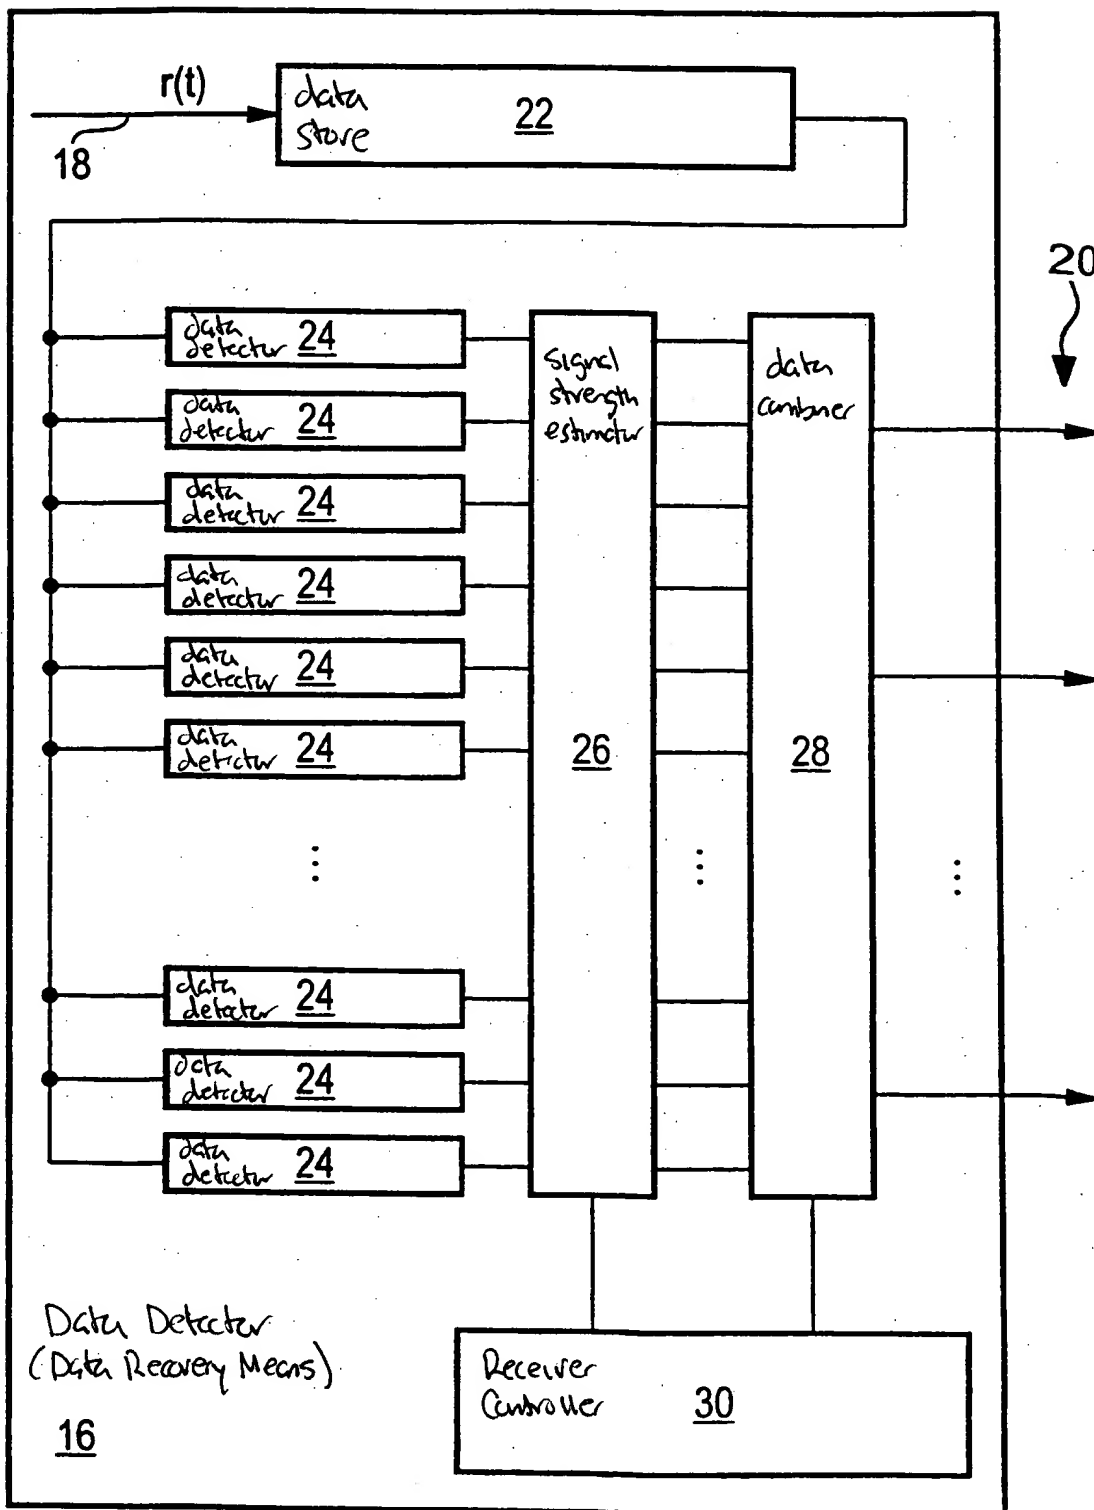 r(t)
data
store
22
18
20
data
detector 24
data
detector 24
data
detector 24
data
detector 24
data
detector 24
data
detector 24
signal
strength
estimator
26
data
combiner
28
data
detector 24
data
detector 24
data
detector 24
Data Detector
(Data Recovery Means)
16
Receiver
Controller
30